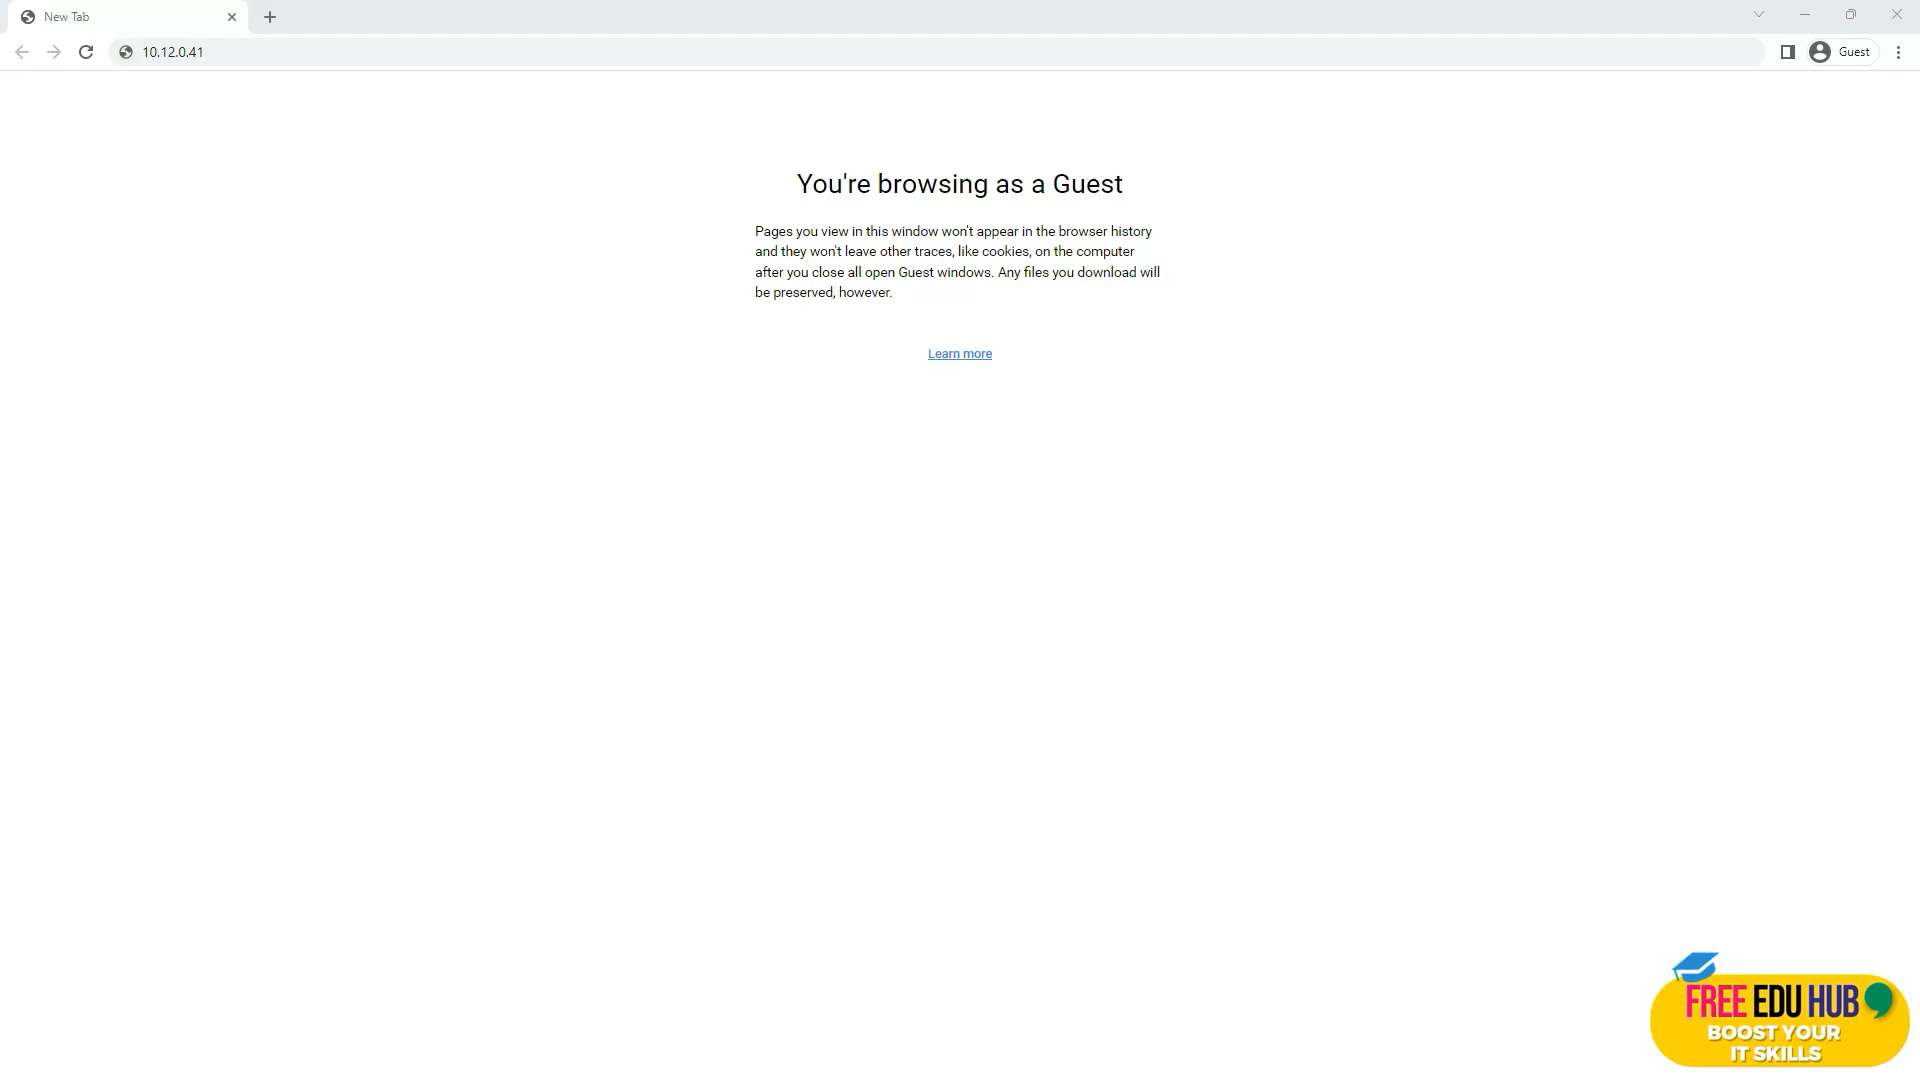 New Tab
10.12.0.41
Guest
You're browsing as a Guest
Pages you view in this window won't appear in the browser history
and they won't leave other traces, like cookies, on the computer
after you close all open Guest windows. Any files you download will
be preserved, however.
Learn more
FREE EDU HUB
BOOST YOUR
IT SKILLS